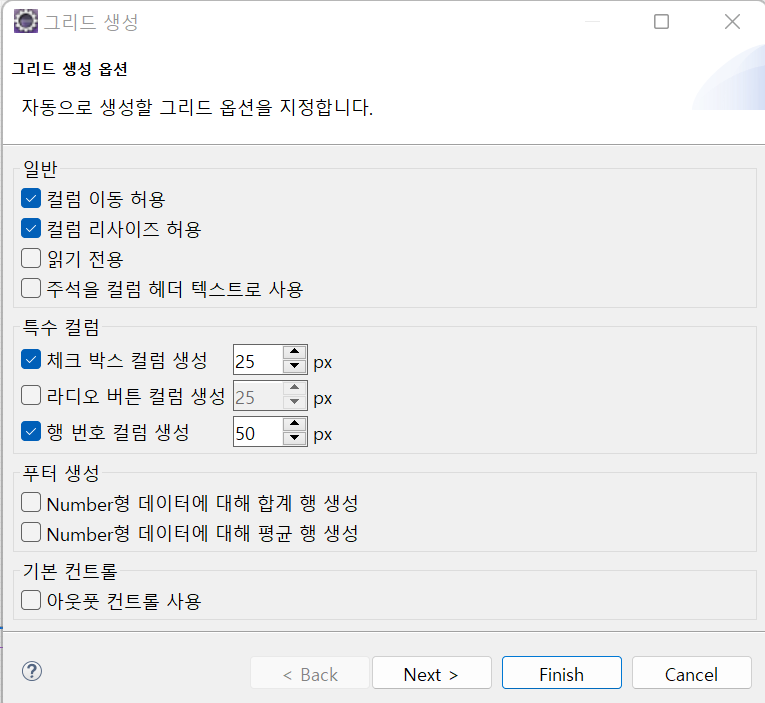 그리드 생성
그리드 생성 옵션
자동으로 생성할 그리드 옵션을 지정합니다.
일반
컬럼 이동 허용
컬럼 리사이즈 허용
읽기 전용
주석을 컬럼 헤더 텍스트로 사용
특수 컬럼
체크 박스 컬럼 생성 25 px
라디오 버튼 컬럼 생성 25 px
행 번호 컬럼 생성 50 px
푸터 생성
Number형 데이터에 대해 합계 행 생성
Number형 데이터에 대해 평균 행 생성
기본 컨트롤
아웃풋 컨트롤 사용
? < Back Next > Finish Cancel